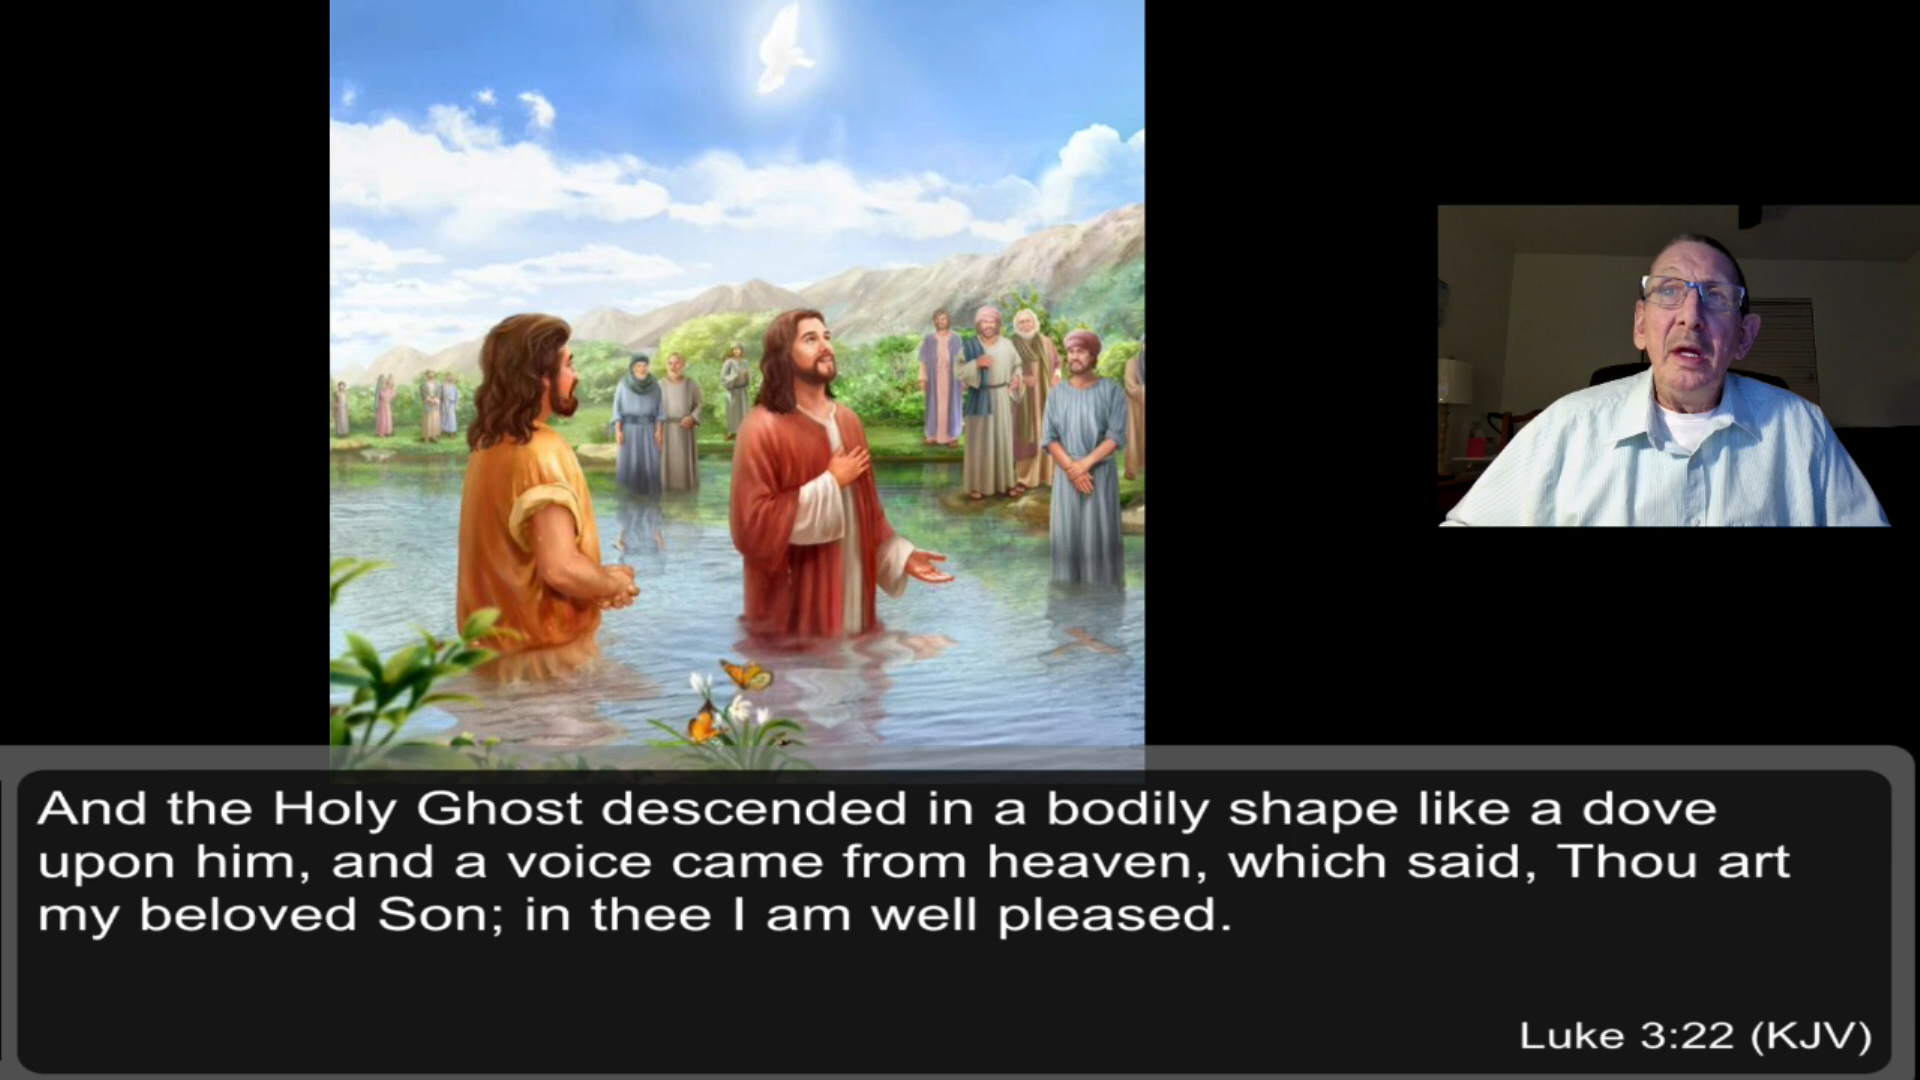 And the Holy Ghost descended in a bodily shape like a dove
upon him, and a voice came from heaven, which said, Thou art
my beloved Son; in thee I am well pleased.
Luke 3:22 (KJV)